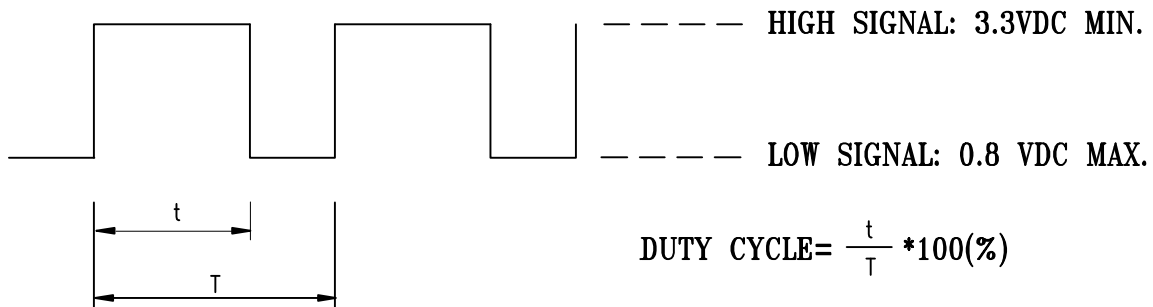 HIGH SIGNAL: 3.3VDC MIN.
LOW SIGNAL: 0.8 VDC MAX.
t
T
DUTY CYCLE= t/T *100(%)